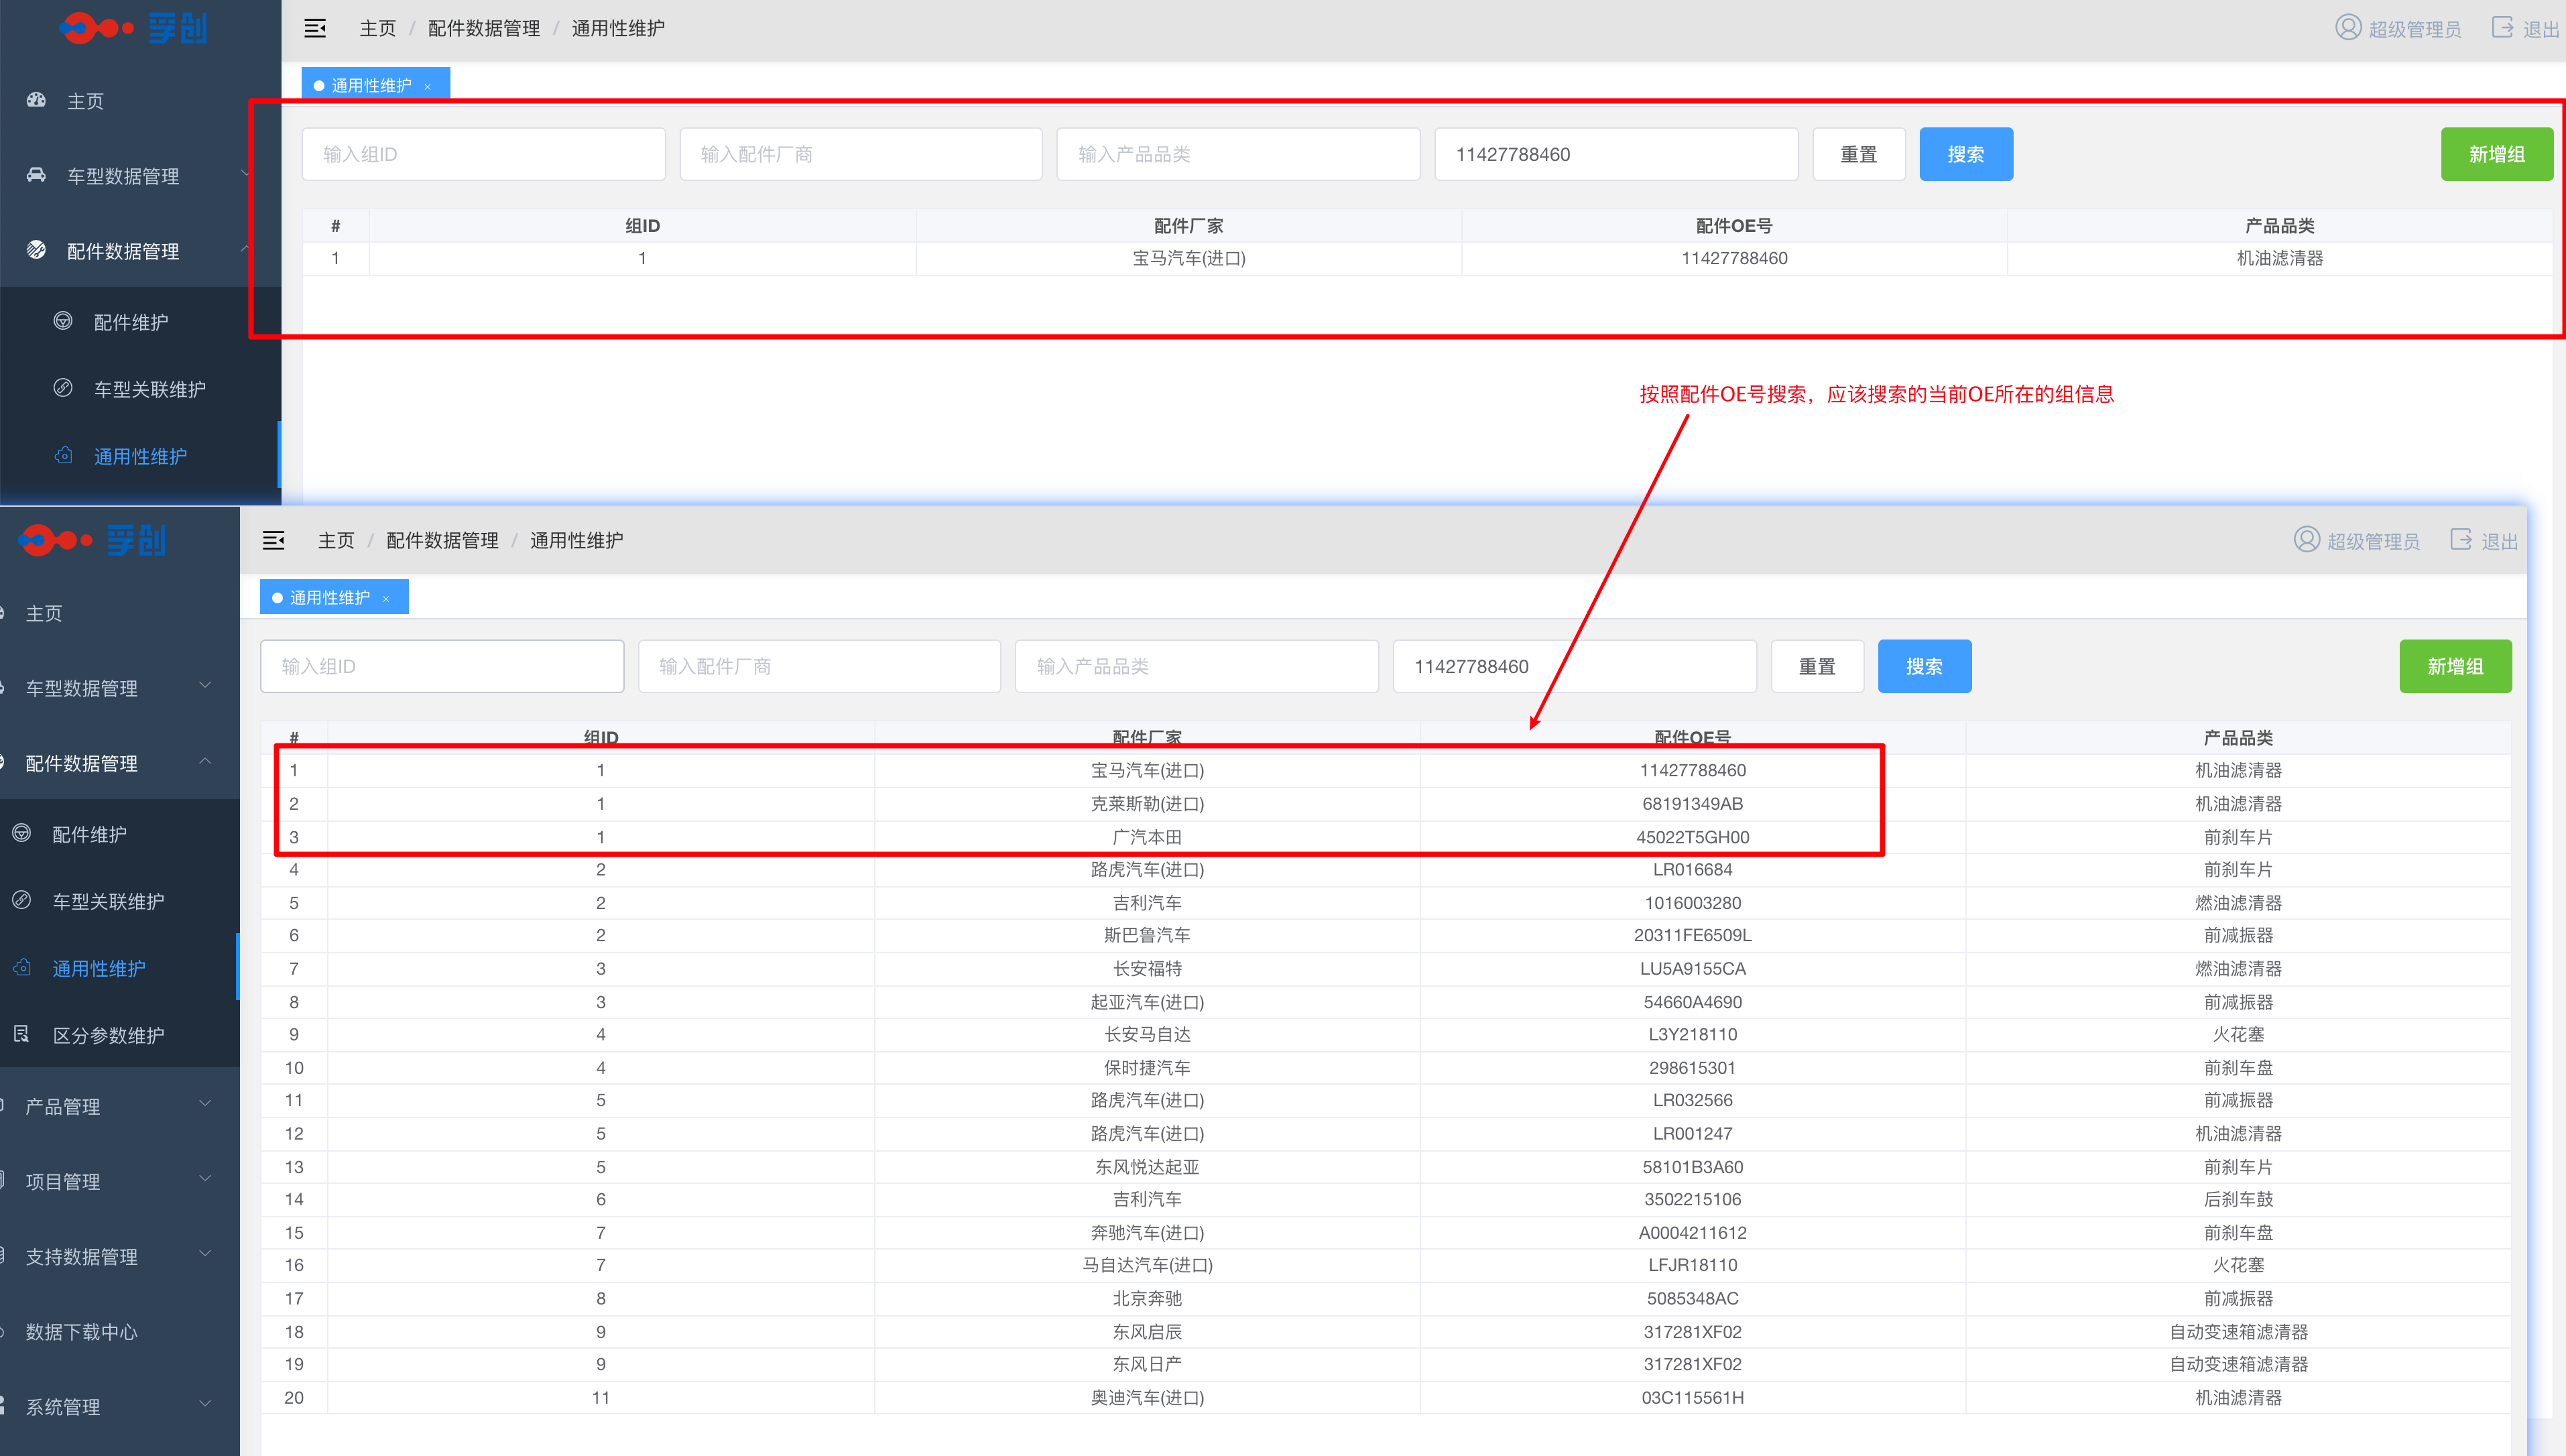 孚创
主页 / 配件数据管理 / 通用性维护
超级管理员
退出
通用性维护 ×
主页
车型数据管理
配件数据管理
配件维护
车型关联维护
通用性维护
输入组ID
输入配件厂商
输入产品品类
11427788460
重置
搜索
新增组
# 组ID 配件厂家 配件OE号 产品品类
1 1 宝马汽车(进口) 11427788460 机油滤清器
按照配件OE号搜索，应该搜索的当前OE所在的组信息
孚创
主页 / 配件数据管理 / 通用性维护
超级管理员
退出
通用性维护 ×
主页
车型数据管理
配件数据管理
配件维护
车型关联维护
通用性维护
区分参数维护
产品管理
项目管理
支持数据管理
数据下载中心
系统管理
输入组ID
输入配件厂商
输入产品品类
11427788460
重置
搜索
新增组
# 组ID 配件厂家 配件OE号 产品品类
1 1 宝马汽车(进口) 11427788460 机油滤清器
2 1 克莱斯勒(进口) 68191349AB 机油滤清器
3 1 广汽本田 45022T5GH00 前刹车片
4 2 路虎汽车(进口) LR016684 前刹车片
5 2 吉利汽车 1016003280 燃油滤清器
6 2 斯巴鲁汽车 20311FE6509L 前减振器
7 3 长安福特 LU5A9155CA 燃油滤清器
8 3 起亚汽车(进口) 54660A4690 前减振器
9 4 长安马自达 L3Y218110 火花塞
10 4 保时捷汽车 298615301 前刹车盘
11 5 路虎汽车(进口) LR032566 前减振器
12 5 路虎汽车(进口) LR001247 机油滤清器
13 5 东风悦达起亚 58101B3A60 前刹车片
14 6 吉利汽车 3502215106 后刹车鼓
15 7 奔驰汽车(进口) A0004211612 前刹车盘
16 7 马自达汽车(进口) LFJR18110 火花塞
17 8 北京奔驰 5085348AC 前减振器
18 9 东风启辰 317281XF02 自动变速箱滤清器
19 9 东风日产 317281XF02 自动变速箱滤清器
20 11 奥迪汽车(进口) 03C115561H 机油滤清器